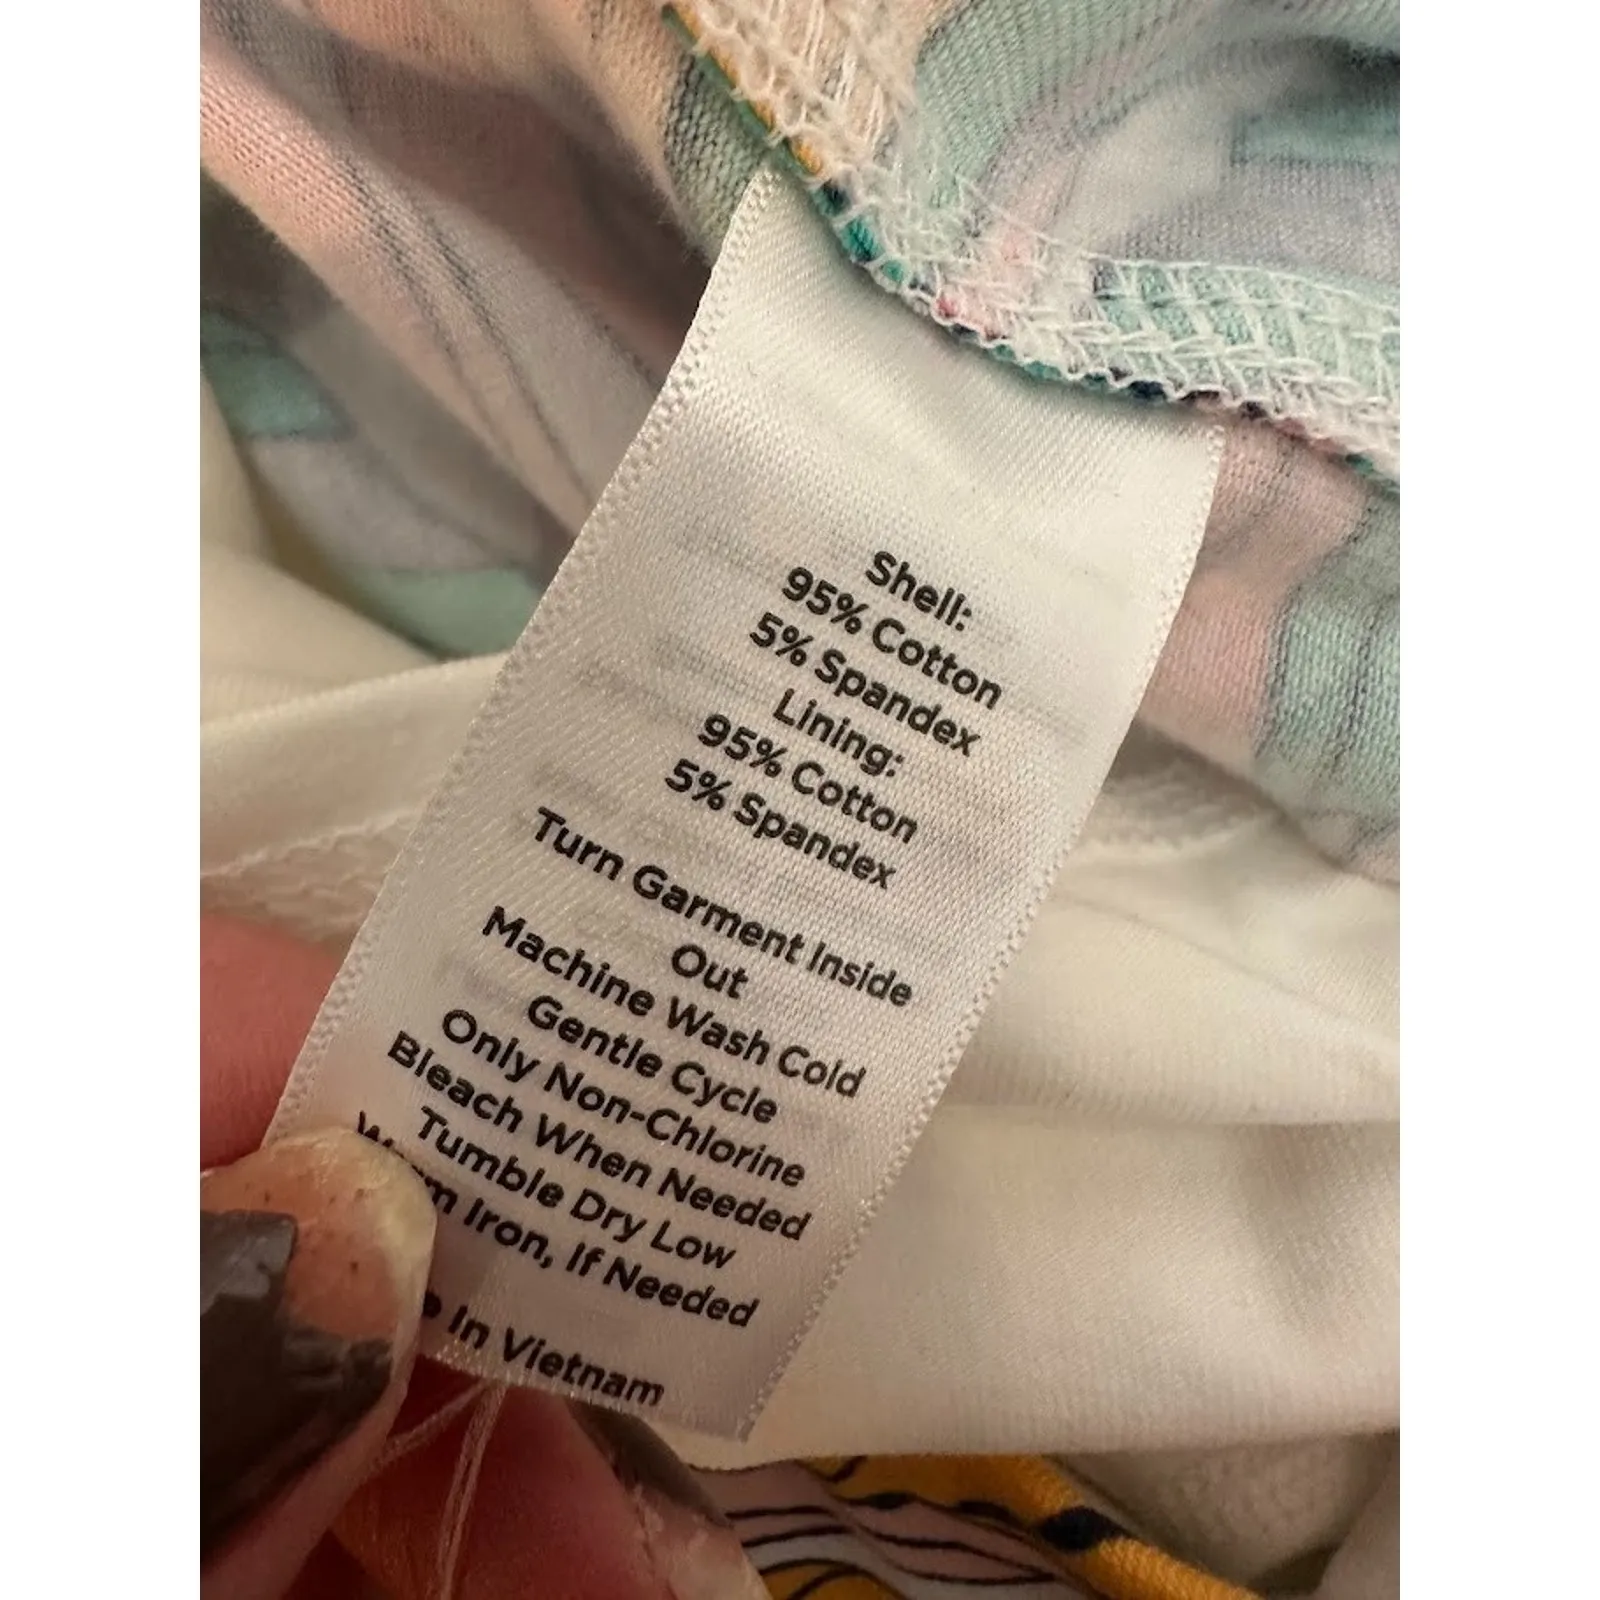 Shell:
95% Cotton
5% Spandex
Lining:
95% Cotton
5% Spandex
Turn Garment Inside
Out
Machine Wash Cold
Gentle Cycle
Only Non-Chlorine
Bleach When Needed
Tumble Dry Low
Iron, If Needed
In Vietnam